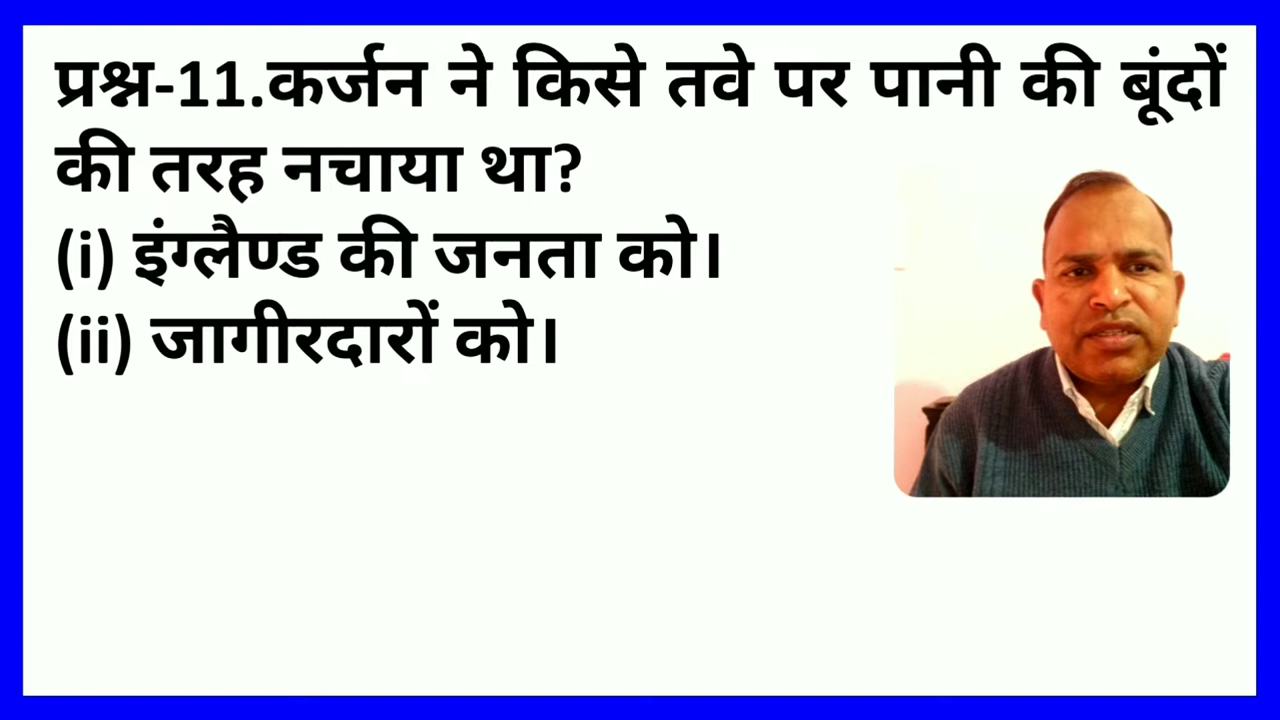 प्रश्न-11.कर्जन ने किसे तवे पर पानी की बूंदों
की तरह नचाया था?
(i) इंग्लैण्ड की जनता को।
(ii) जागीरदारों को।